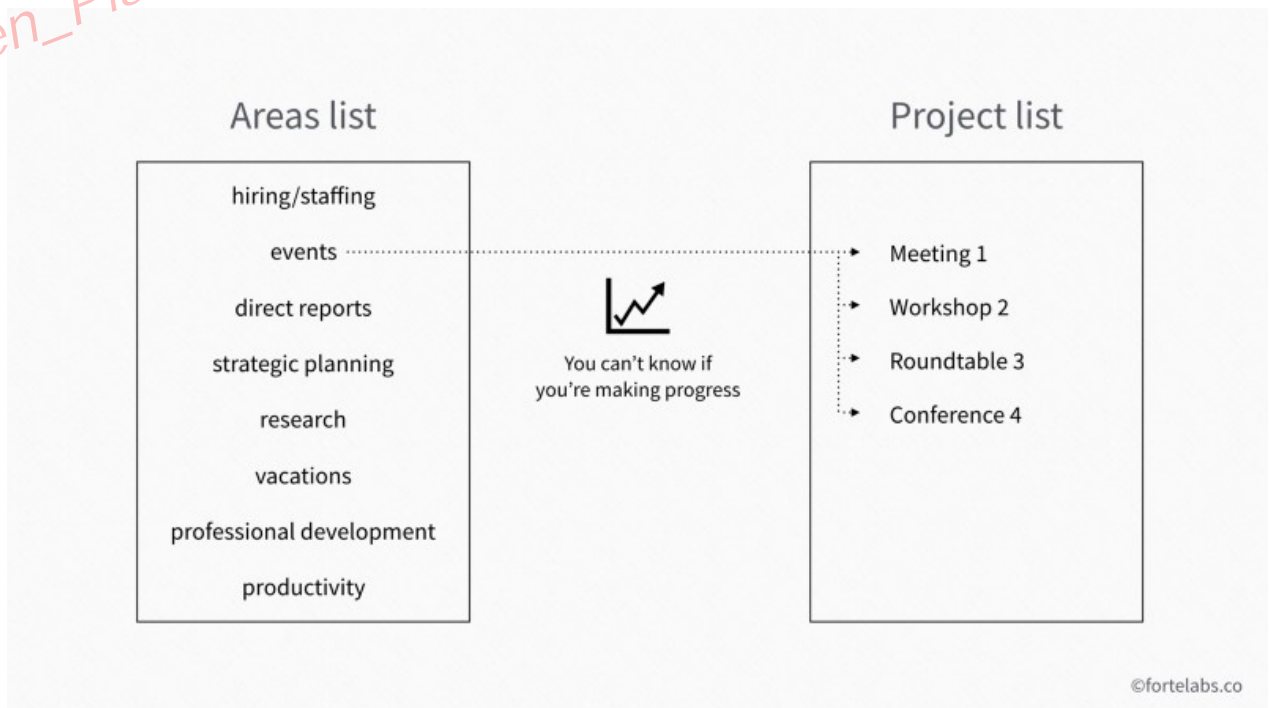 Areas list
hiring/staffing
events
direct reports
strategic planning
research
vacations
professional development
productivity
You can't know if
you're making progress
Project list
Meeting 1
Workshop 2
Roundtable 3
Conference 4
©fortelabs.co